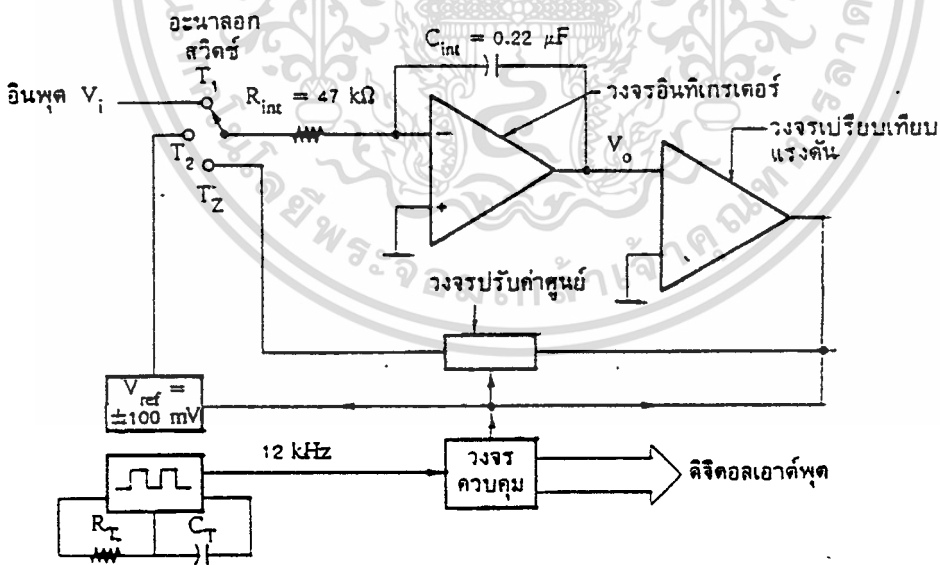 อะนาลอก
สวิตช์
T₁
อินพุต Vᵢ
T₂
T_Z
R_int = 47 kΩ
C_int = 0.22 μF
−
+
วงจรอินทิเกรเตอร์
V_o
วงจรเปรียบเทียบ
แรงดัน
วงจรปรับค่าศูนย์
V_ref =
±100 mV
12 kHz
วงจร
ควบคุม
ดิจิตอลเอาต์พุต
R_T
C_T